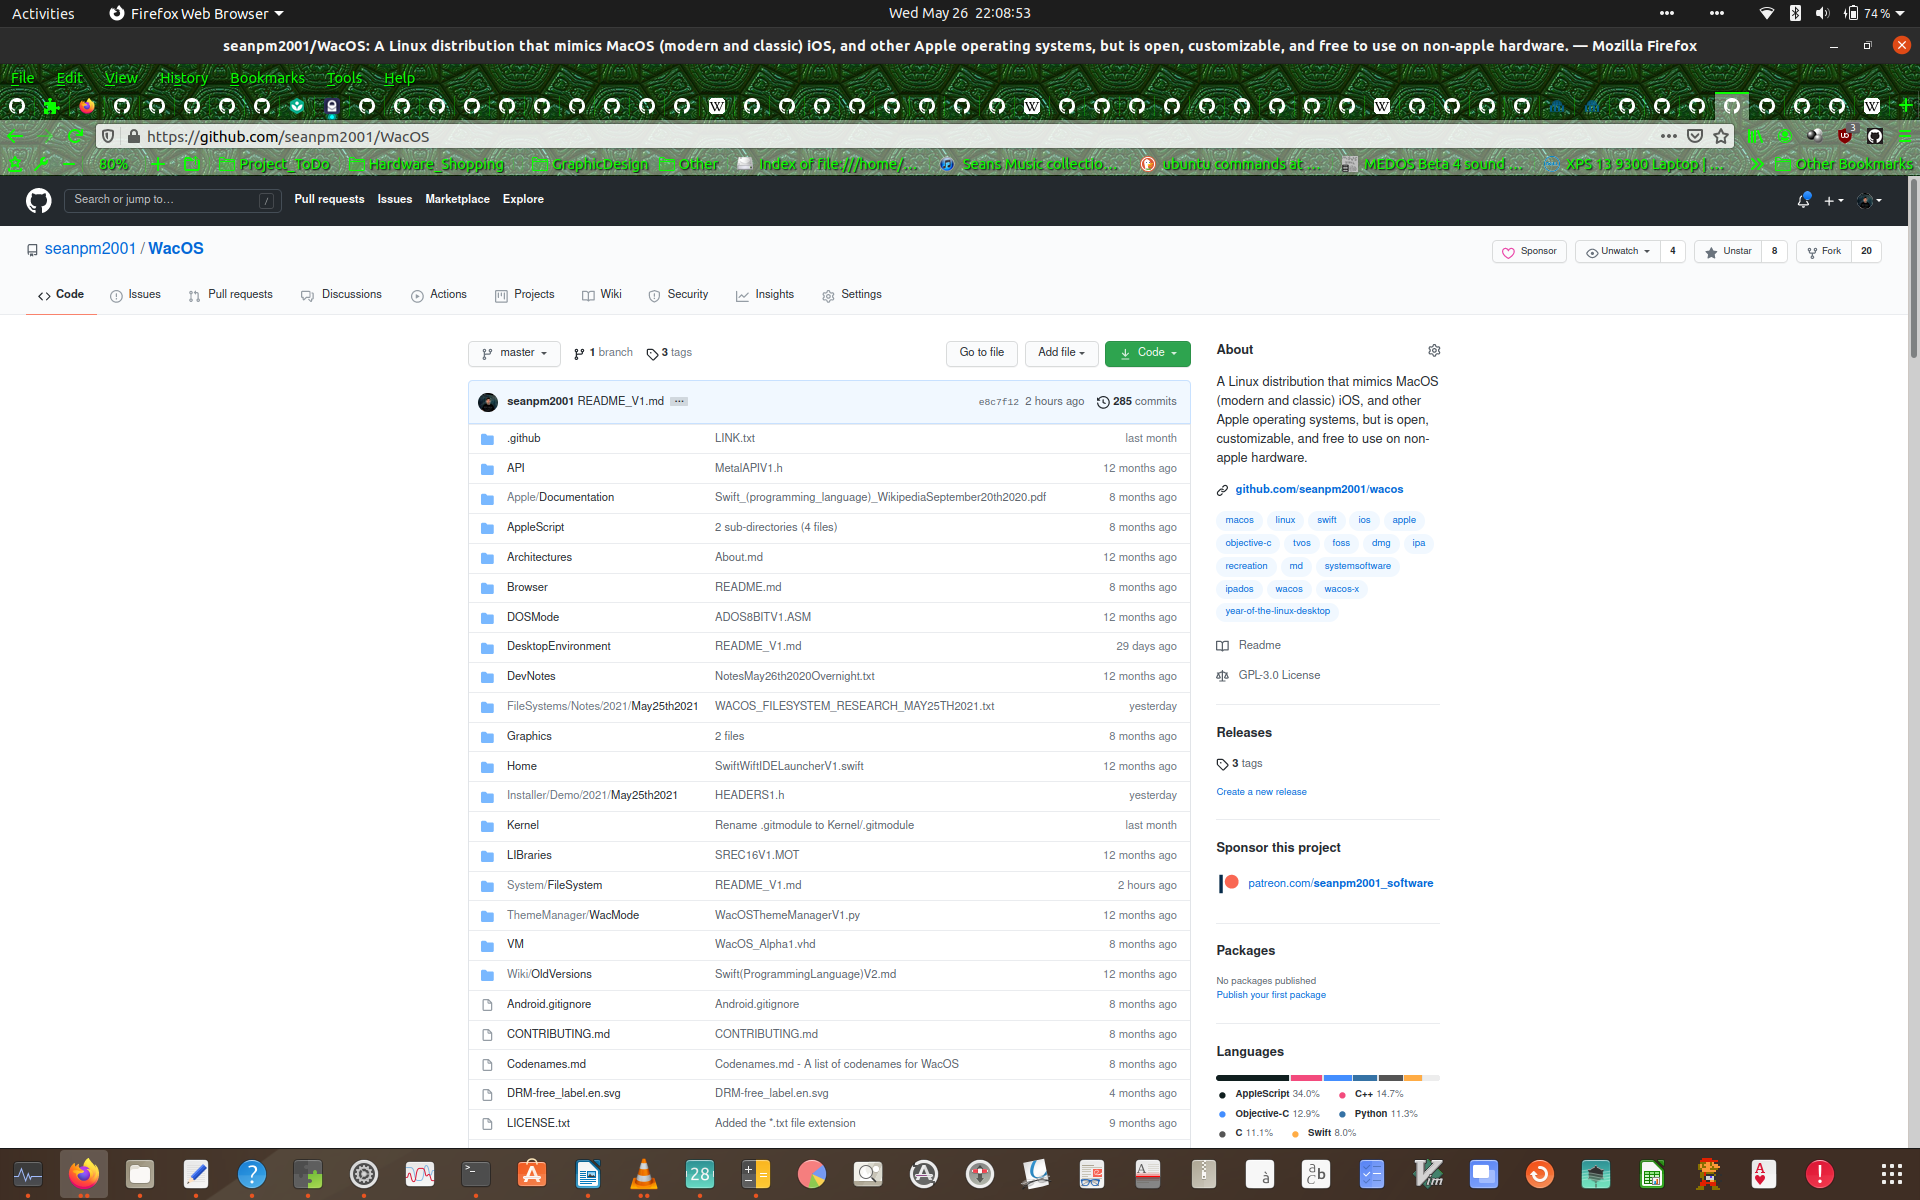 Activities Firefox Web Browser Wed May 26 22:08:53 74 %
seanpm2001/WacOS: A Linux distribution that mimics MacOS (modern and classic) iOS, and other Apple operating systems, but is open, customizable, and free to use on non-apple hardware. — Mozilla Firefox
File Edit View History Bookmarks Tools Help
https://github.com/seanpm2001/WacOS 3
80% Project_ToDo Hardware_Shopping GraphicDesign Other Index of file:///home/… Seans Music collectio… ubuntu commands at … MEDOS Beta 4 sound … XPS 13 9300 Laptop | … Other Bookmarks
Search or jump to… / Pull requests Issues Marketplace Explore
seanpm2001 / WacOS Sponsor Unwatch 4 Unstar 8 Fork 20
Code Issues Pull requests Discussions Actions Projects Wiki Security Insights Settings
master 1 branch 3 tags Go to file Add file Code
seanpm2001 README_V1.md ··· e8c7f12 2 hours ago 285 commits
.github LINK.txt last month
API MetalAPIV1.h 12 months ago
Apple/Documentation Swift_(programming_language)_WikipediaSeptember20th2020.pdf 8 months ago
AppleScript 2 sub-directories (4 files) 8 months ago
Architectures About.md 12 months ago
Browser README.md 8 months ago
DOSMode ADOS8BITV1.ASM 12 months ago
DesktopEnvironment README_V1.md 29 days ago
DevNotes NotesMay26th2020Overnight.txt 12 months ago
FileSystems/Notes/2021/May25th2021 WACOS_FILESYSTEM_RESEARCH_MAY25TH2021.txt yesterday
Graphics 2 files 8 months ago
Home SwiftWiftIDELauncherV1.swift 12 months ago
Installer/Demo/2021/May25th2021 HEADERS1.h yesterday
Kernel Rename .gitmodule to Kernel/.gitmodule last month
LIBraries SREC16V1.MOT 12 months ago
System/FileSystem README_V1.md 2 hours ago
ThemeManager/WacMode WacOSThemeManagerV1.py 12 months ago
VM WacOS_Alpha1.vhd 8 months ago
Wiki/OldVersions Swift(ProgrammingLanguage)V2.md 12 months ago
Android.gitignore Android.gitignore 8 months ago
CONTRIBUTING.md CONTRIBUTING.md 8 months ago
Codenames.md Codenames.md - A list of codenames for WacOS 8 months ago
DRM-free_label.en.svg DRM-free_label.en.svg 4 months ago
LICENSE.txt Added the *.txt file extension 9 months ago
About
A Linux distribution that mimics MacOS
(modern and classic) iOS, and other
Apple operating systems, but is open,
customizable, and free to use on non-
apple hardware.
github.com/seanpm2001/wacos
macos linux swift ios apple
objective-c tvos foss dmg ipa
recreation md systemsoftware
ipados wacos wacos-x
year-of-the-linux-desktop
Readme
GPL-3.0 License
Releases
3 tags
Create a new release
Sponsor this project
patreon.com/seanpm2001_software
Packages
No packages published
Publish your first package
Languages
AppleScript 34.0% C++ 14.7%
Objective-C 12.9% Python 11.3%
C 11.1% Swift 8.0%
28